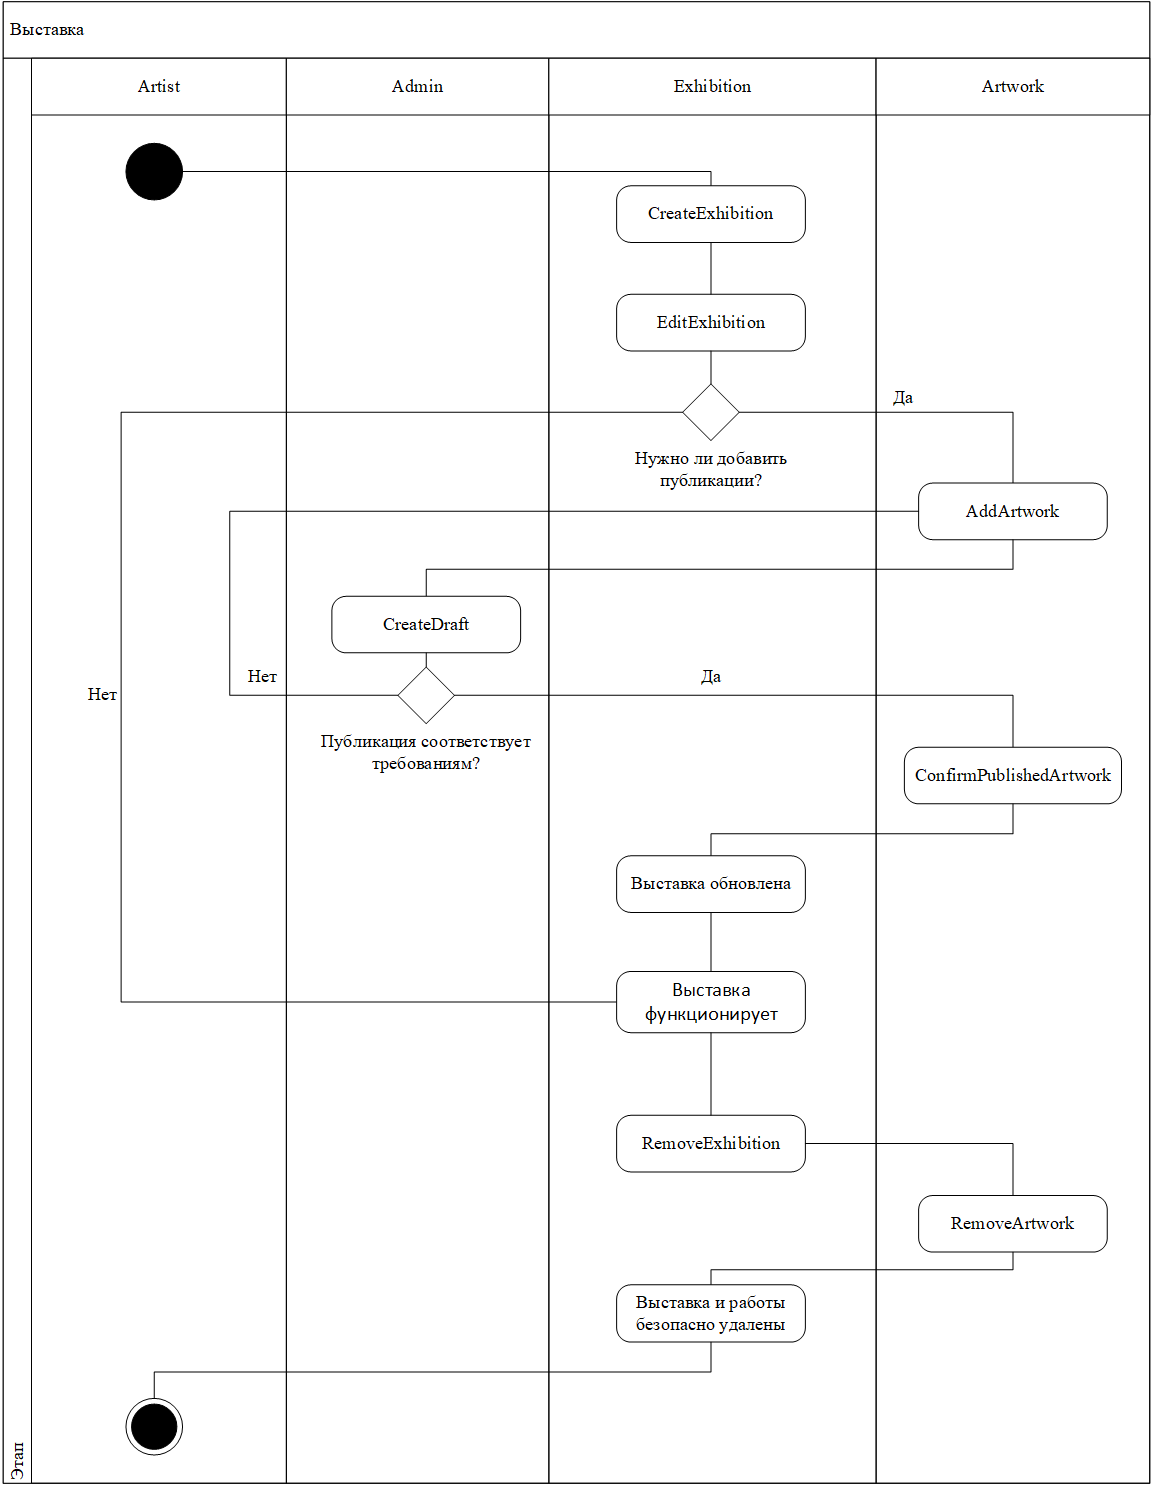 Выставка
Artist
Admin
Exhibition
Artwork
CreateExhibition
EditExhibition
Да
Нужно ли добавить
публикации?
AddArtwork
CreateDraft
Нет
Да
Нет
Публикация соответствует
требованиям?
ConfirmPublishedArtwork
Выставка обновлена
Выставка
функционирует
RemoveExhibition
RemoveArtwork
Выставка и работы
безопасно удалены
Этап